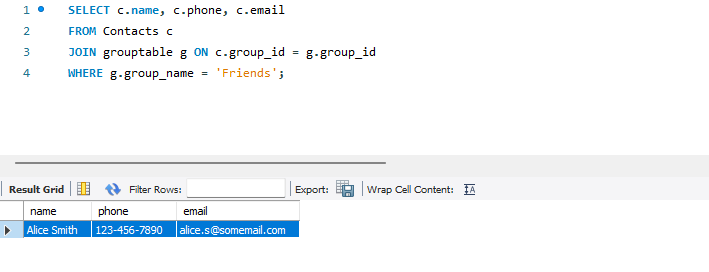 1 SELECT c.name, c.phone, c.email
2 FROM Contacts c
3 JOIN grouptable g ON c.group_id = g.group_id
4 WHERE g.group_name = 'Friends';
Result Grid Filter Rows: Export: Wrap Cell Content: IA
name phone email
Alice Smith 123-456-7890 alice.s@somemail.com